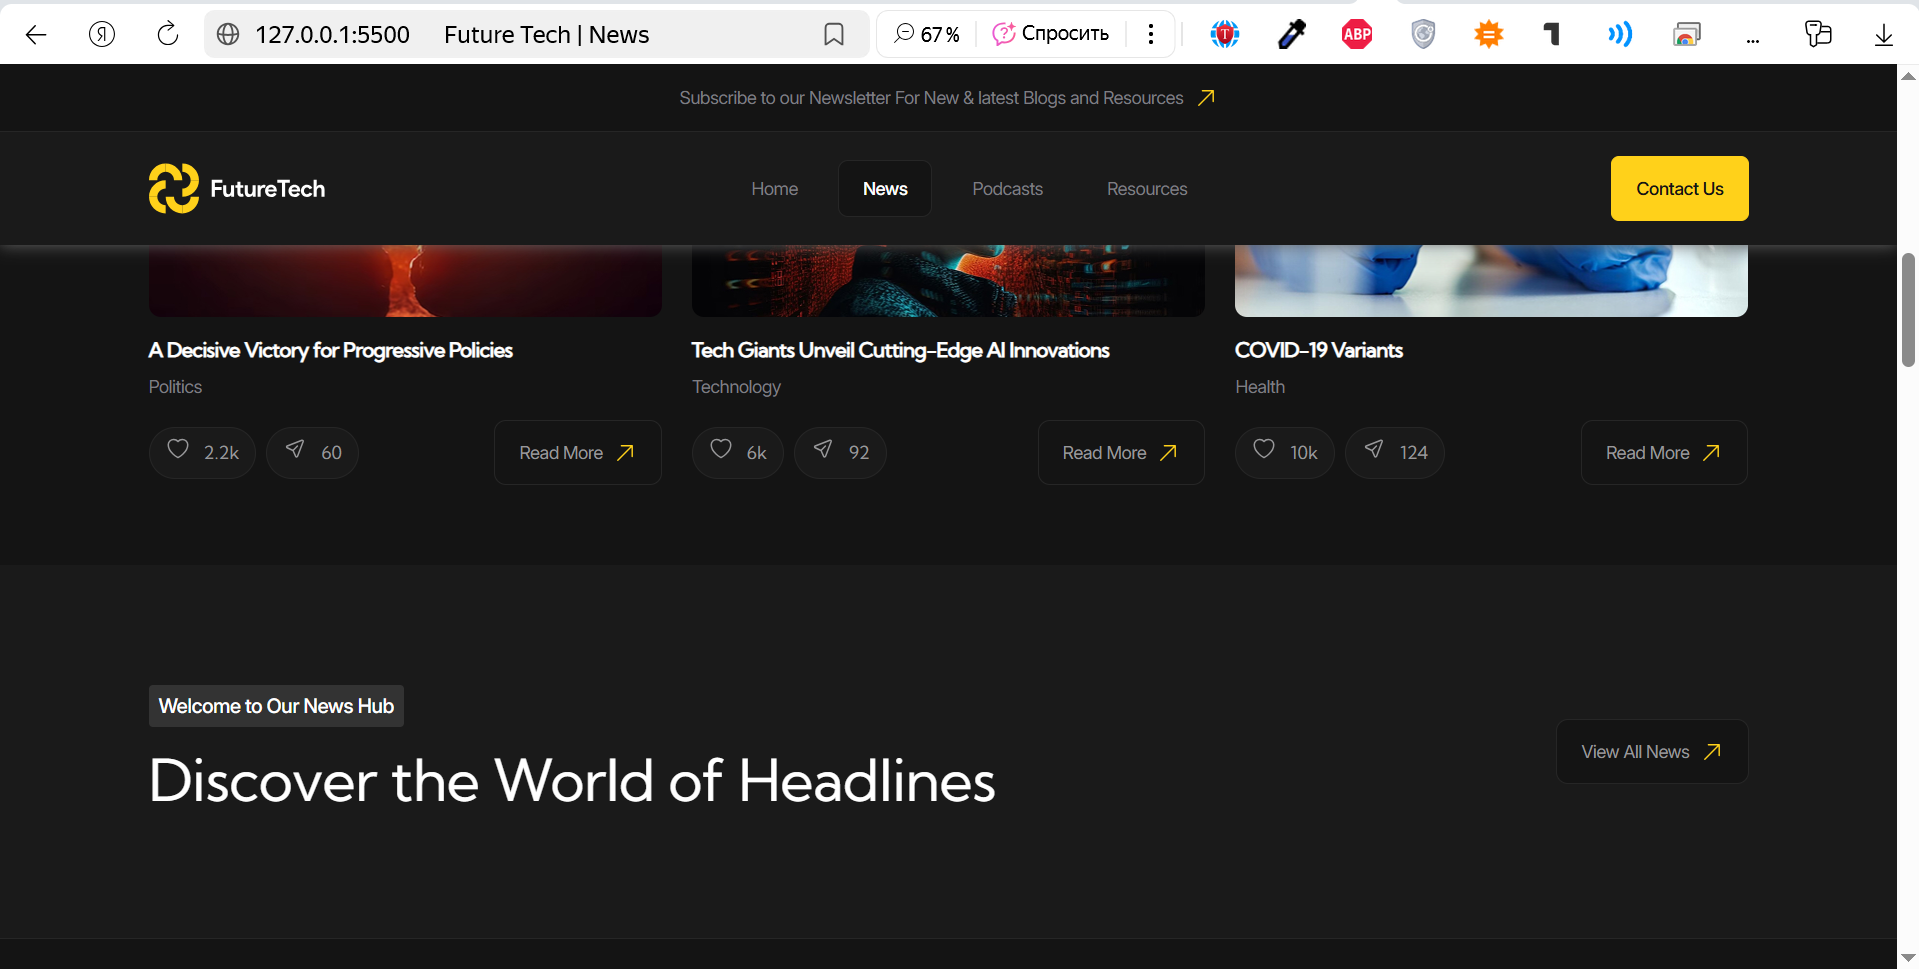 Я 127.0.0.1:5500 Future Tech | News 67 % Спросить T ABP
Subscribe to our Newsletter For New & latest Blogs and Resources
FutureTech Home News Podcasts Resources Contact Us
A Decisive Victory for Progressive Policies Tech Giants Unveil Cutting-Edge AI Innovations COVID-19 Variants
Politics Technology Health
2.2k 60 Read More 6k 92 Read More 10k 124 Read More
Welcome to Our News Hub
Discover the World of Headlines
View All News